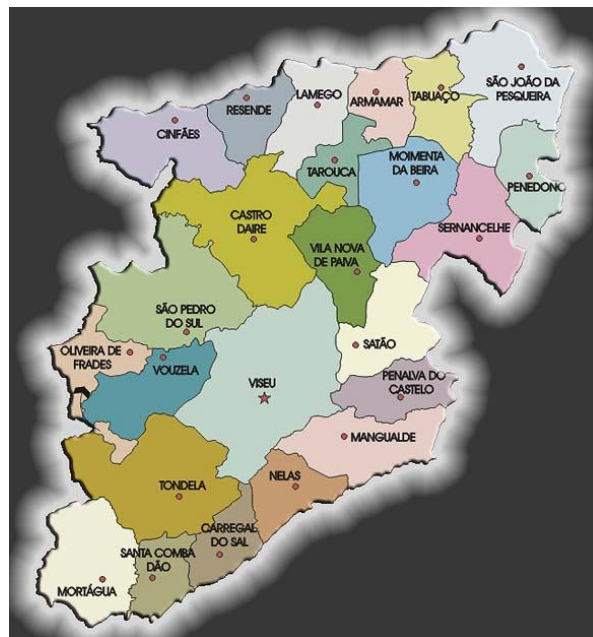 CINFÃES
RESENDE
LAMEGO
ARMAMAR
TABUAÇO
SÃO JOÃO DA
PESQUEIRA
TAROUCA
MOIMENTA
DA BEIRA
PENEDONO
CASTRO
DAIRE
VILA NOVA
DE PAIVA
SERNANCELHE
SÃO PEDRO
DO SUL
OLIVEIRA DE
FRADES
VOUZELA
SATÃO
VISEU
PENALVA DO
CASTELO
MANGUALDE
TONDELA
NELAS
CARREGAL
DO SAL
SANTA COMBA
DÃO
MORTÁGUA